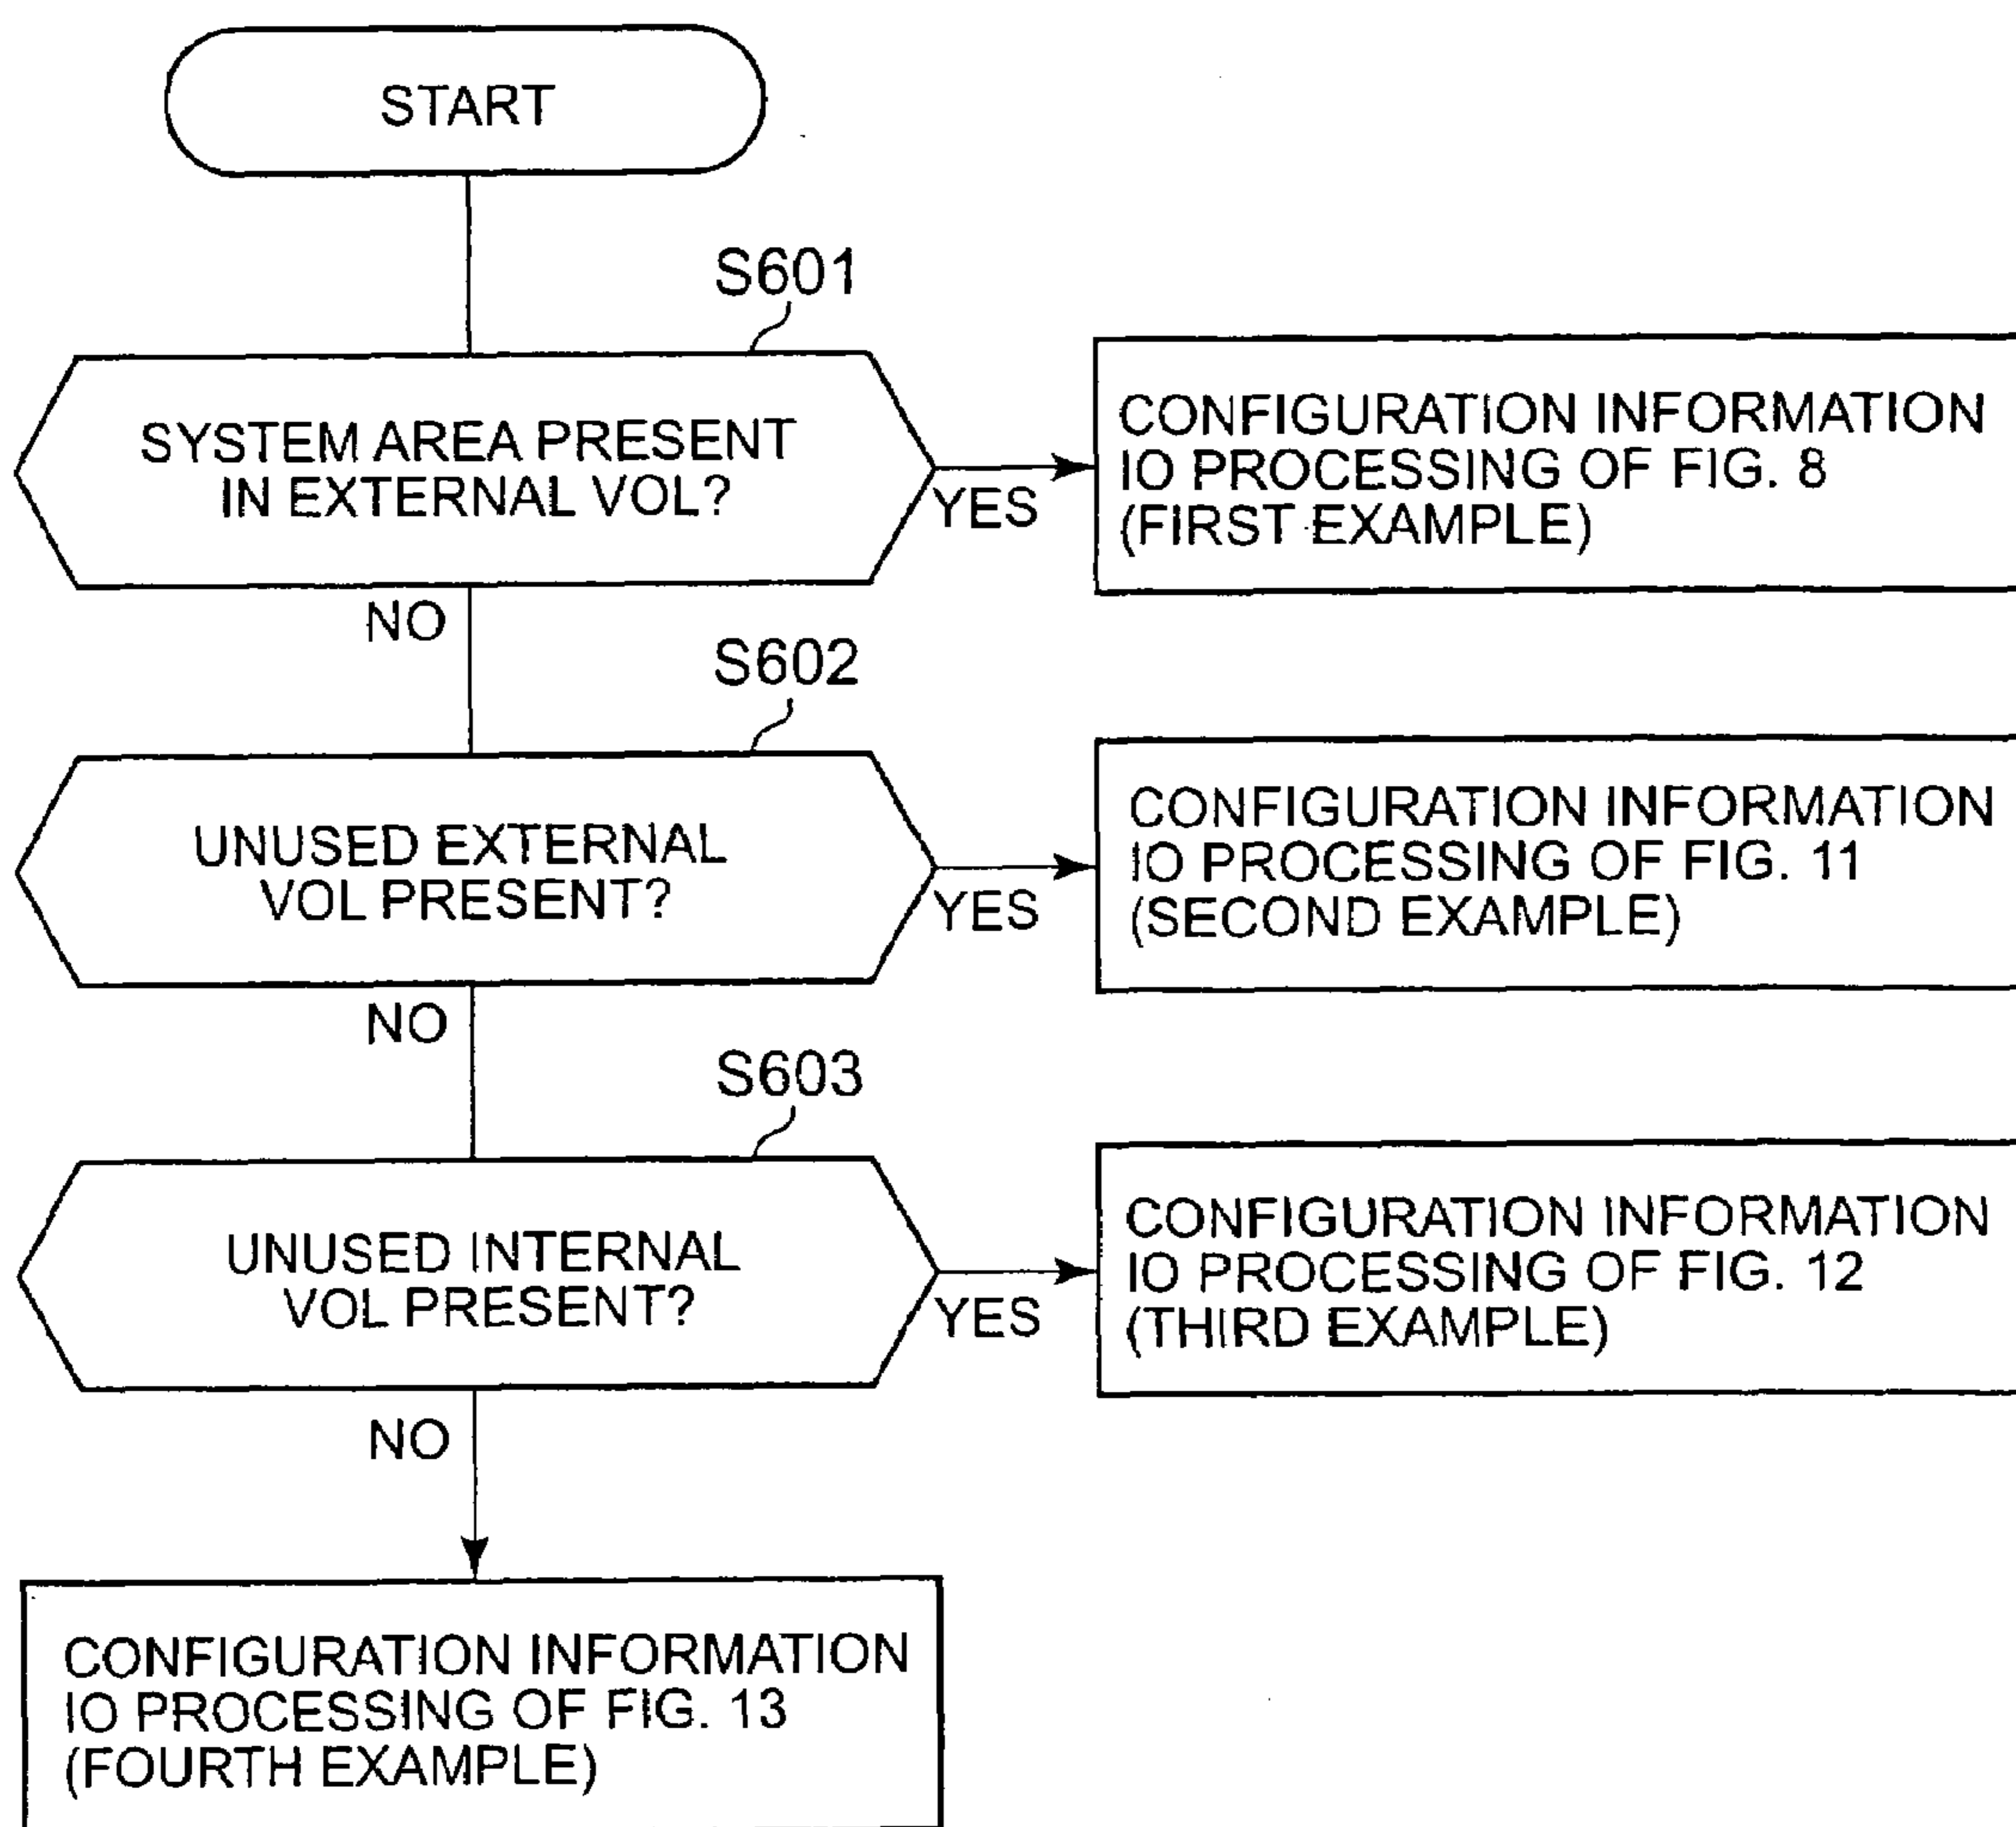 START
S601
SYSTEM AREA PRESENT
IN EXTERNAL VOL?
YES
CONFIGURATION INFORMATION
IO PROCESSING OF FIG. 8
(FIRST EXAMPLE)
NO
S602
UNUSED EXTERNAL
VOL PRESENT?
YES
CONFIGURATION INFORMATION
IO PROCESSING OF FIG. 11
(SECOND EXAMPLE)
NO
S603
UNUSED INTERNAL
VOL PRESENT?
YES
CONFIGURATION INFORMATION
IO PROCESSING OF FIG. 12
(THIRD EXAMPLE)
NO
CONFIGURATION INFORMATION
IO PROCESSING OF FIG. 13
(FOURTH EXAMPLE)